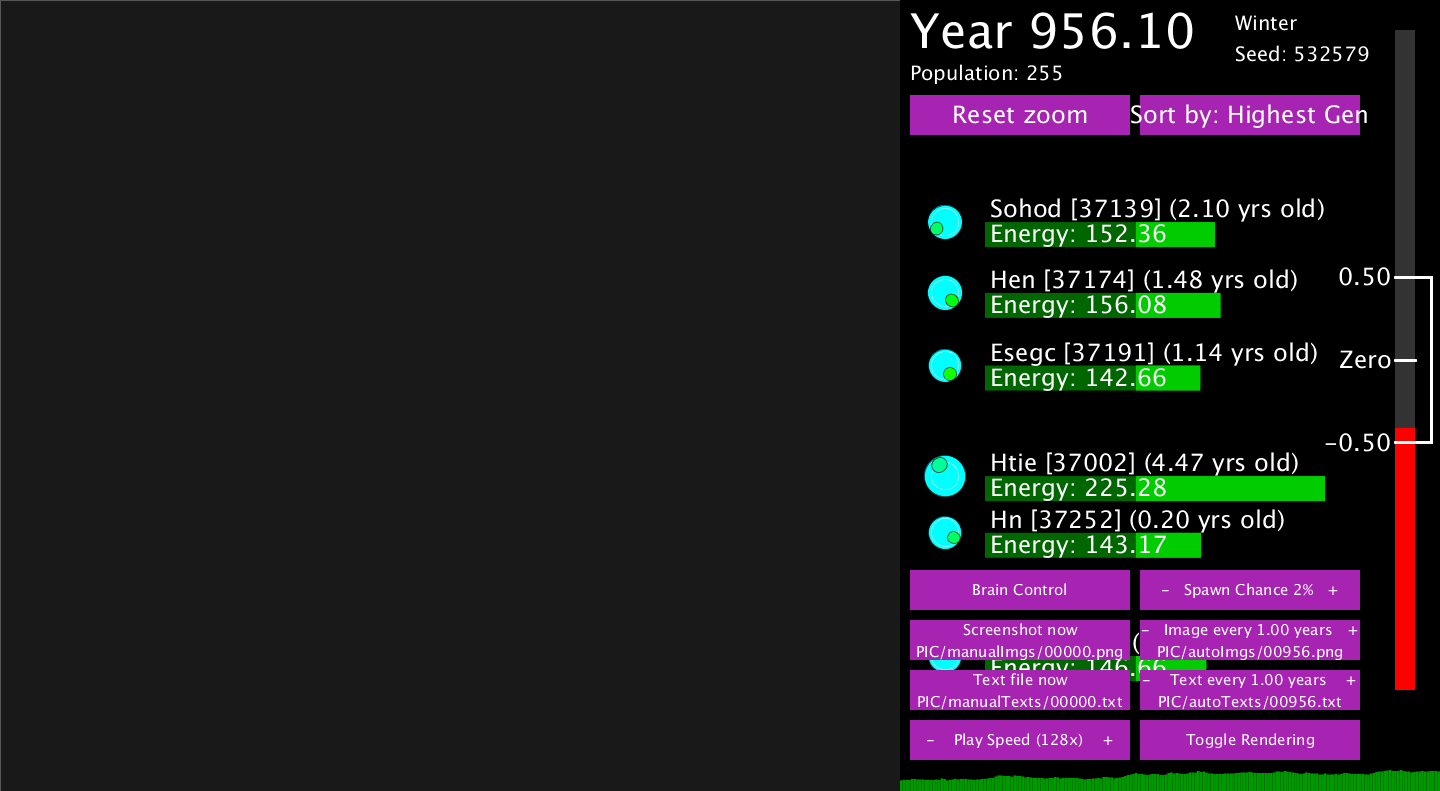 Year 956.10
Winter
Seed: 532579
Population: 255
Reset zoom
Sort by: Highest Gen
Sohod [37139] (2.10 yrs old)
Energy: 152.36
Hen [37174] (1.48 yrs old)
Energy: 156.08
0.50
Esegc [37191] (1.14 yrs old)
Energy: 142.66
Zero
-0.50
Htie [37002] (4.47 yrs old)
Energy: 225.28
Hn [37252] (0.20 yrs old)
Energy: 143.17
Brain Control
- Spawn Chance 2% +
Screenshot now
PIC/manualImgs/00000.png
- Image every 1.00 years +
PIC/autoImgs/00956.png
Energy: 146.66
Text file now
PIC/manualTexts/00000.txt
- Text every 1.00 years +
PIC/autoTexts/00956.txt
- Play Speed (128x) +
Toggle Rendering